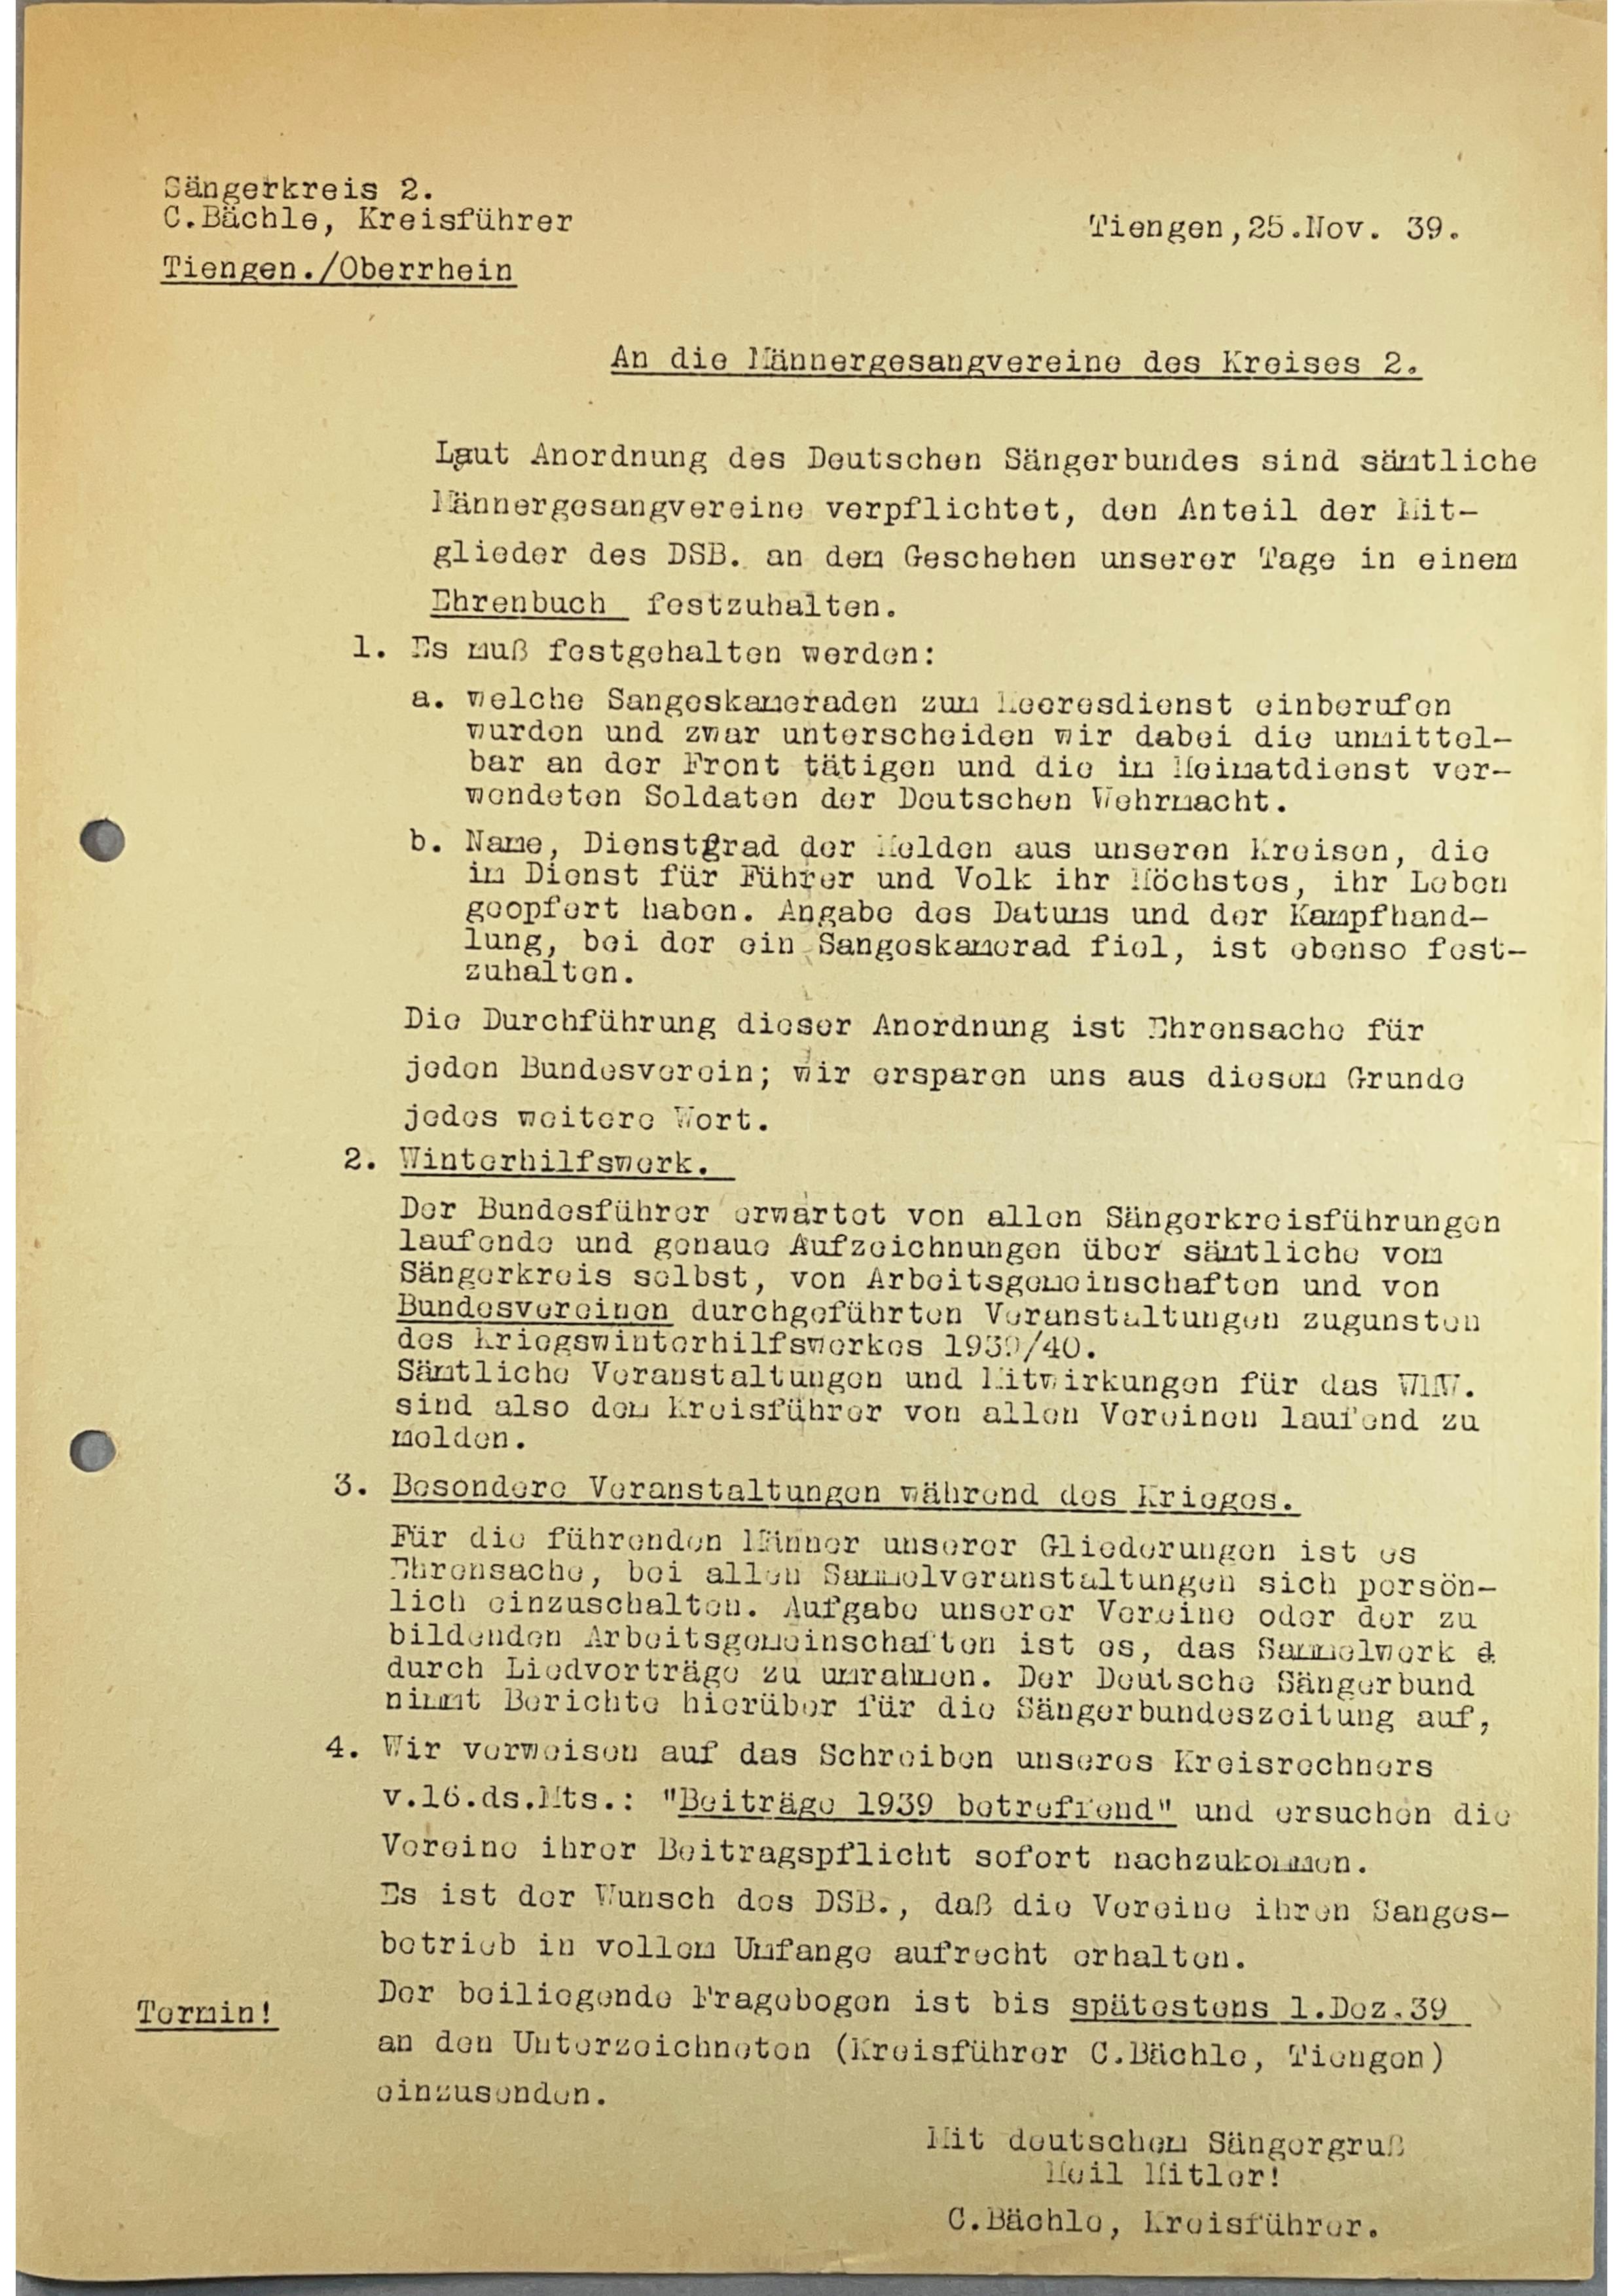 Sängerkreis 2.
C.Bächle, Kreisführer
Tiengen./Oberrhein
Tiengen,25.Nov. 39.
An die Männergesangvereine des Kreises 2.
Laut Anordnung des Deutschen Sängerbundes sind sämtliche
Männergesangvereine verpflichtet, den Anteil der Mit-
glieder des DSB. an dem Geschehen unserer Tage in einem
Ehrenbuch festzuhalten.
1. Es muß festgehalten werden:
a. welche Sangeskameraden zum Heeresdienst einberufen
wurden und zwar unterscheiden wir dabei die unmittel-
bar an der Front tätigen und die im Heimatdienst ver-
wendeten Soldaten der Deutschen Wehrmacht.
b. Name, Dienstgrad der Helden aus unseren Kreisen, die
im Dienst für Führer und Volk ihr Höchstes, ihr Leben
geopfert haben. Angabe des Datums und der Kampfhand-
lung, bei der ein Sangeskamerad fiel, ist ebenso fest-
zuhalten.
Die Durchführung dieser Anordnung ist Ehrensache für
jeden Bundesverein; wir ersparen uns aus diesem Grunde
jedes weitere Wort.
2. Winterhilfswerk.
Der Bundesführer erwartet von allen Sängerkreisführungen
laufende und genaue Aufzeichnungen über sämtliche vom
Sängerkreis selbst, von Arbeitsgemeinschaften und von
Bundesvereinen durchgeführten Veranstaltungen zugunsten
des Kriegswinterhilfswerkes 1939/40.
Sämtliche Veranstaltungen und Mitwirkungen für das WHW.
sind also dem Kreisführer von allen Vereinen laufend zu
melden.
3. Besondere Veranstaltungen während des Krieges.
Für die führenden Männer unserer Gliederungen ist es
Ehrensache, bei allen Sammelveranstaltungen sich persön-
lich einzuschalten. Aufgabe unserer Vereine oder der zu
bildenden Arbeitsgemeinschaften ist es, das Sammelwerk d
durch Liedvorträge zu umrahmen. Der Deutsche Sängerbund
nimmt Berichte hierüber für die Sängerbundeszeitung auf,
4. Wir verweisen auf das Schreiben unseres Kreisrechners
v.16.ds.Mts.: "Beiträge 1939 betreffend" und ersuchen die
Vereine ihrer Beitragspflicht sofort nachzukommen.
Es ist der Wunsch des DSB., daß die Vereine ihren Sanges-
betrieb in vollem Umfange aufrecht erhalten.
Termin!
Der beiliegende Fragebogen ist bis spätestens 1.Dez.39
an den Unterzeichneten (Kreisführer C.Bächle, Tiengen)
einzusenden.
Mit deutschem Sängergruß
Heil Hitler!
C.Bächle, Kreisführer.